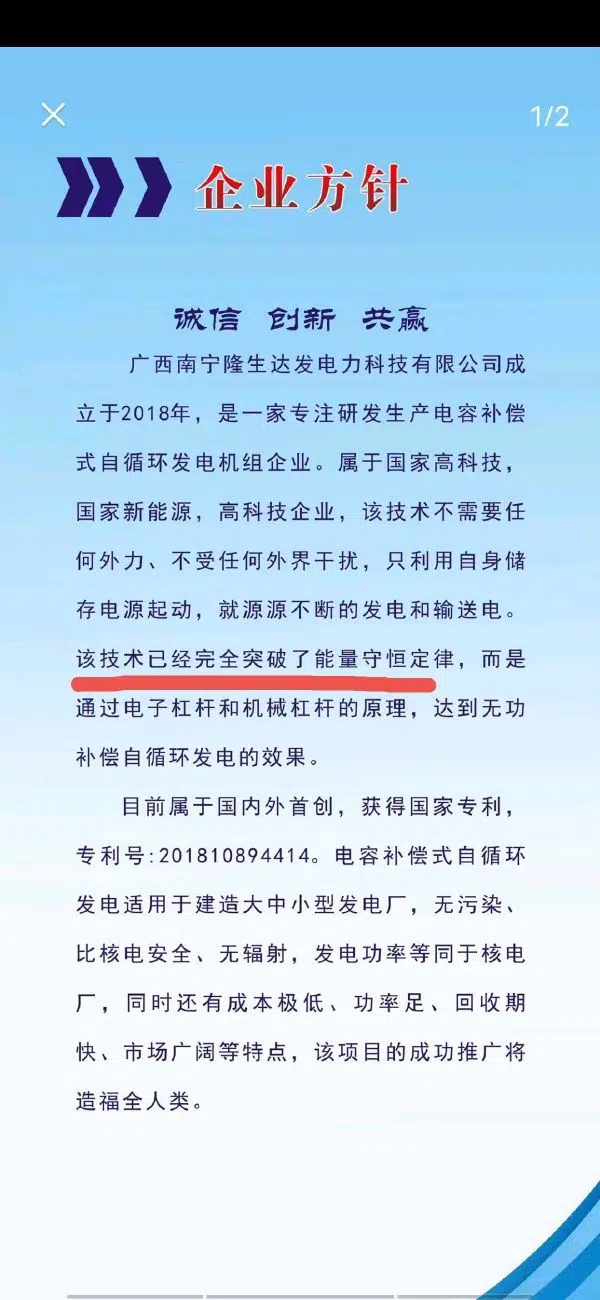 1/2
企业方针
诚信 创新 共赢
广西南宁隆生达发电力科技有限公司成
立于2018年，是一家专注研发生产电容补偿
式自循环发电机组企业。属于国家高科技，
国家新能源，高科技企业，该技术不需要任
何外力、不受任何外界干扰，只利用自身储
存电源起动，就源源不断的发电和输送电。
该技术已经完全突破了能量守恒定律，而是
通过电子杠杆和机械杠杆的原理，达到无功
补偿自循环发电的效果。
目前属于国内外首创，获得国家专利，
专利号:201810894414。电容补偿式自循环
发电适用于建造大中小型发电厂，无污染、
比核电安全、无辐射，发电功率等同于核电
厂，同时还有成本极低、功率足、回收期
快、市场广阔等特点，该项目的成功推广将
造福全人类。